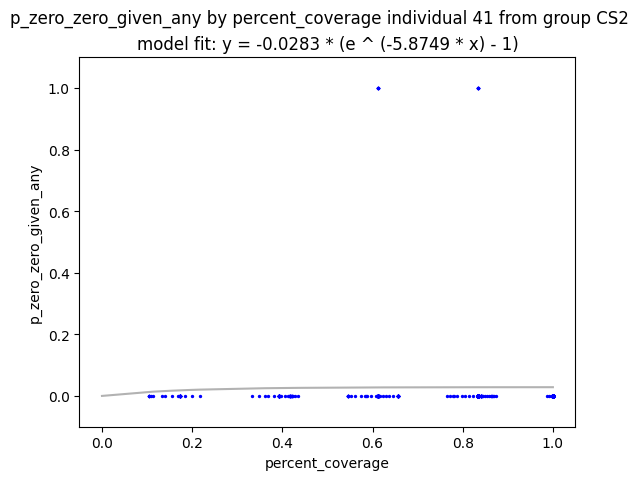 p_zero_zero_given_any by percent_coverage individual 41 from group CS2
model fit: y = -0.0283 * (e ^ (-5.8749 * x) - 1)
1.0
0.8
0.6
0.4
0.2
0.0
p_zero_zero_given_any
0.0 0.2 0.4 0.6 0.8 1.0
percent_coverage